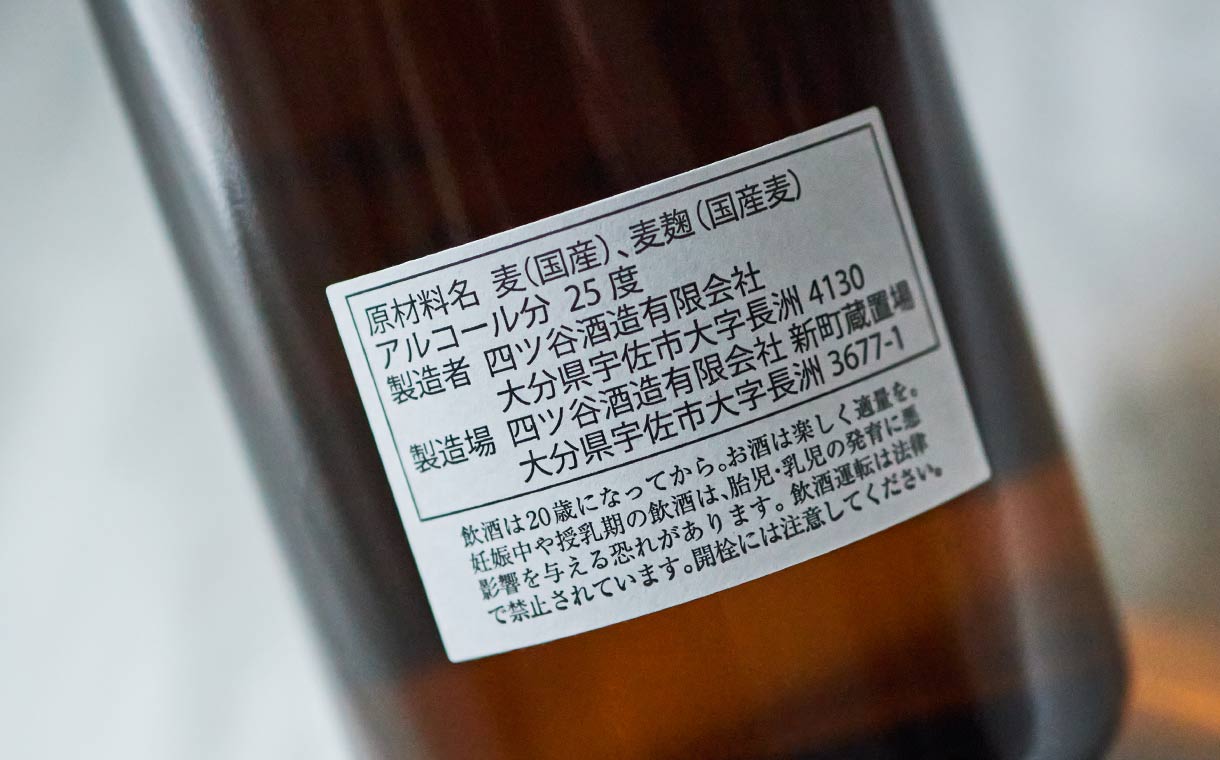 原材料名 麦(国産)、麦麹(国産麦)
アルコール分 25度
製造者 四ツ谷酒造有限会社
大分県宇佐市大字長洲 4130
製造場 四ツ谷酒造有限会社 新町蔵置場
大分県宇佐市大字長洲 3677-1
飲酒は20歳になってから。お酒は楽しく適量を。
妊娠中や授乳期の飲酒は、胎児・乳児の発育に悪
影響を与える恐れがあります。飲酒運転は法律
で禁止されています。開栓には注意してください。